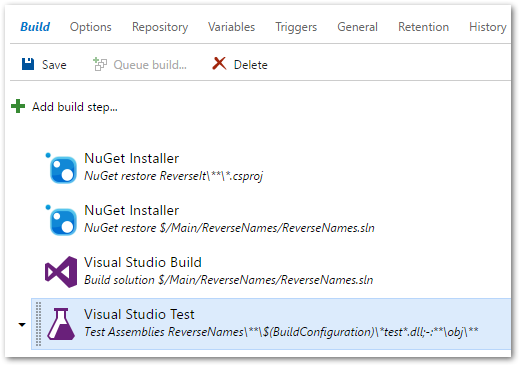 Build Options Repository Variables Triggers General Retention History
Save Queue build... Delete
Add build step...
NuGet Installer
NuGet restore ReverseIt\**\*.csproj
NuGet Installer
NuGet restore $/Main/ReverseNames/ReverseNames.sln
Visual Studio Build
Build solution $/Main/ReverseNames/ReverseNames.sln
Visual Studio Test
Test Assemblies ReverseNames\**\$(BuildConfiguration)\*test*.dll;-:**\obj\**